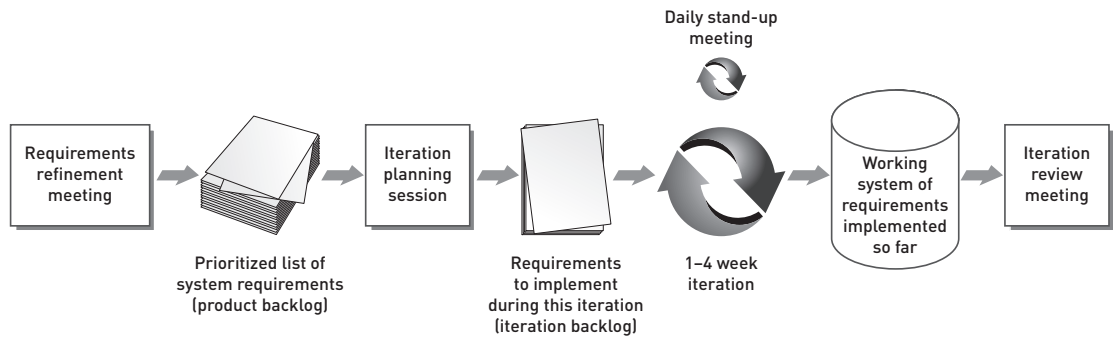 Daily stand-up
meeting
Requirements
refinement
meeting
Prioritized list of
system requirements
(product backlog)
Iteration
planning
session
Requirements
to implement
during this iteration
(iteration backlog)
1–4 week
iteration
Working
system of
requirements
implemented
so far
Iteration
review
meeting